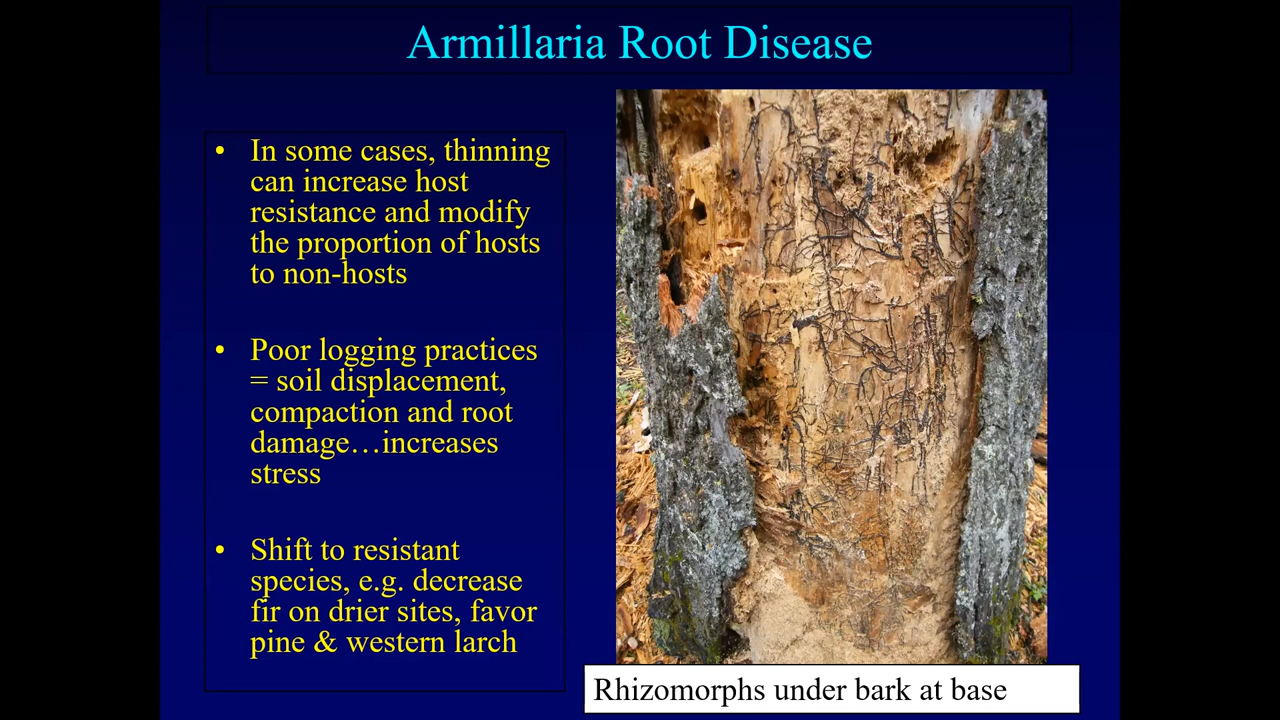 Armillaria Root Disease
• In some cases, thinning
can increase host
resistance and modify
the proportion of hosts
to non-hosts
• Poor logging practices
= soil displacement,
compaction and root
damage…increases
stress
• Shift to resistant
species, e.g. decrease
fir on drier sites, favor
pine & western larch
Rhizomorphs under bark at base